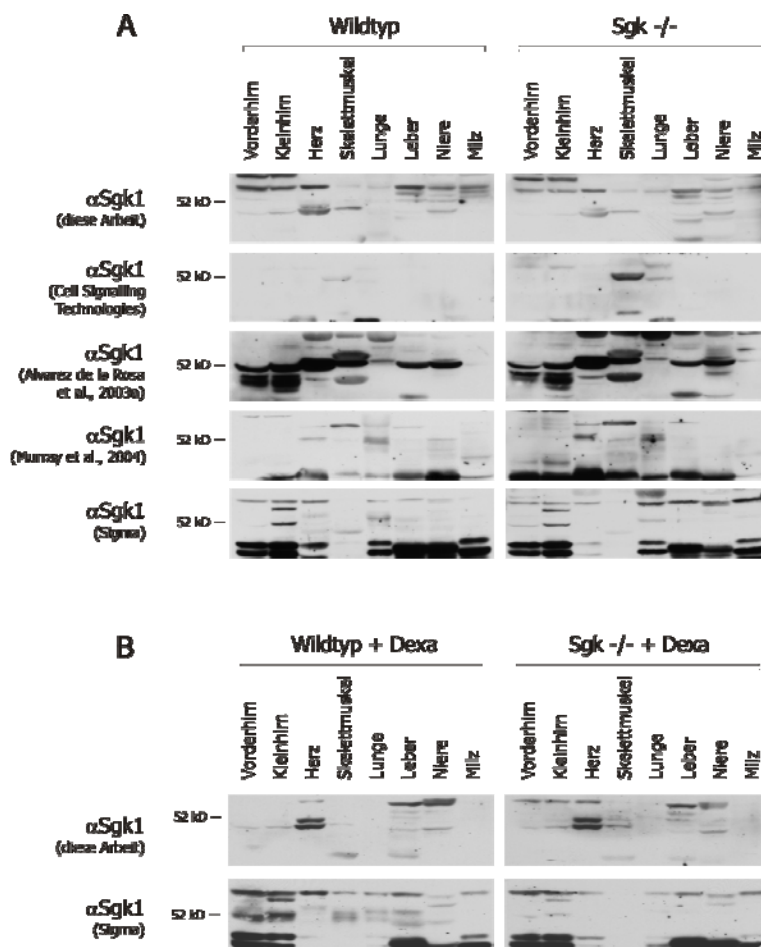 A
Wildtyp
Sgk -/-
Vorderhirn Kleinhirn Herz Skelettmuskel Lunge Leber Niere Milz
Vorderhirn Kleinhirn Herz Skelettmuskel Lunge Leber Niere Milz
αSgk1
(diese Arbeit)
52 kD
αSgk1
(Cell Signalling
Technologies)
52 kD
αSgk1
(Alvarez de la Rosa
et al., 2003a)
52 kD
αSgk1
(Murray et al., 2004)
52 kD
αSgk1
(Sigma)
52 kD
B
Wildtyp + Dexa
Sgk -/- + Dexa
Vorderhirn Kleinhirn Herz Skelettmuskel Lunge Leber Niere Milz
Vorderhirn Kleinhirn Herz Skelettmuskel Lunge Leber Niere Milz
αSgk1
(diese Arbeit)
52 kD
αSgk1
(Sigma)
52 kD